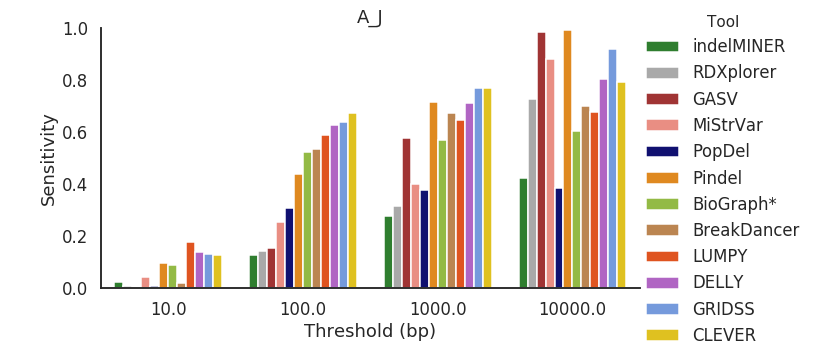 A_J
Sensitivity
1.0
0.8
0.6
0.4
0.2
0.0
10.0
100.0
1000.0
10000.0
Threshold (bp)
Tool
indelMINER
RDXplorer
GASV
MiStrVar
PopDel
Pindel
BioGraph*
BreakDancer
LUMPY
DELLY
GRIDSS
CLEVER